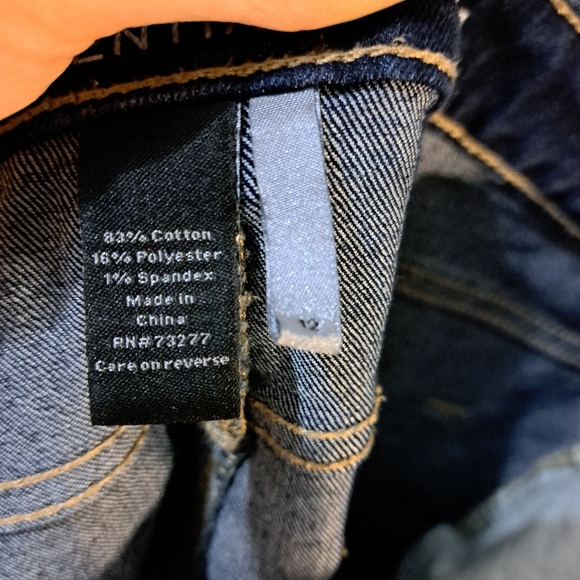 83% Cotton
16% Polyester
1% Spandex
Made in
China
RN#73277
Care on reverse
12